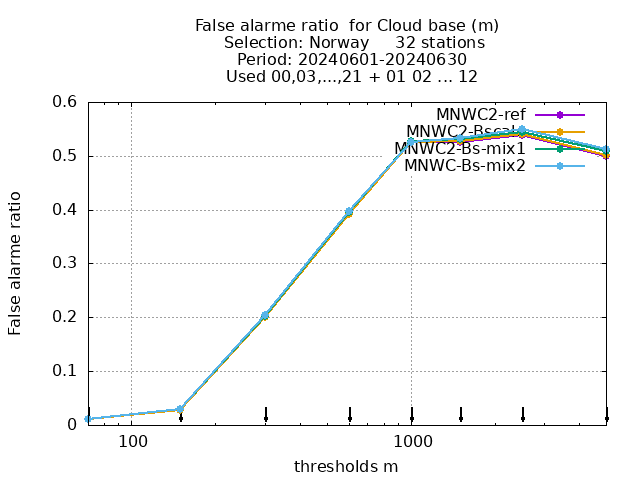 False alarme ratio  for Cloud base (m)
Selection: Norway     32 stations
Period: 20240601-20240630
Used 00,03,...,21 + 01 02 ... 12
MNWC2-ref
MNWC2-Bscale
MNWC2-Bs-mix1
MNWC-Bs-mix2
0.6
0.5
0.4
0.3
0.2
0.1
0
False alarme ratio
100
1000
thresholds m